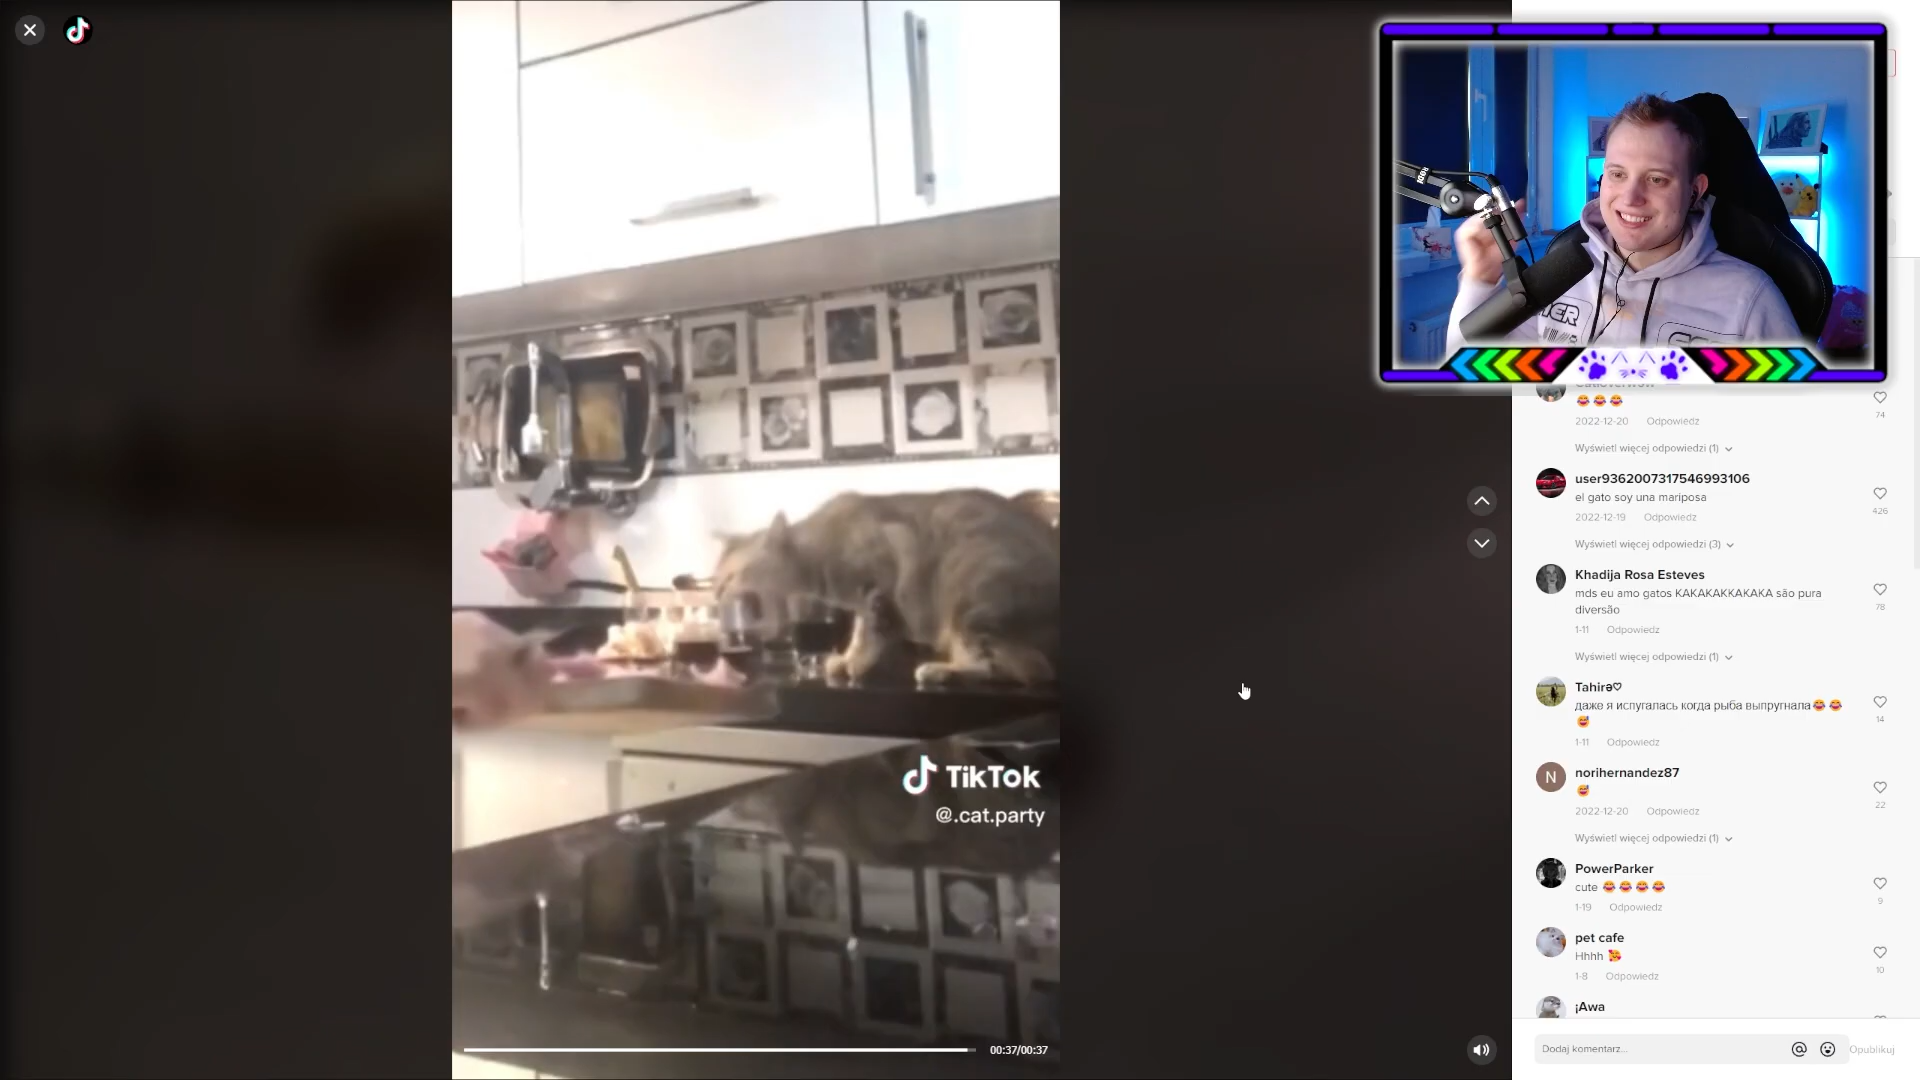 TikTok
@.cat.party
00:37/00:37
RODE
2022-12-20 Odpowiedz
74
Wyświetl więcej odpowiedzi (1)
user9362007317546993106
el gato soy una mariposa
426
2022-12-19 Odpowiedz
Wyświetl więcej odpowiedzi (3)
Khadija Rosa Esteves
mds eu amo gatos KAKAKAKKAKAKA são pura
diversão
78
1-11 Odpowiedz
Wyświetl więcej odpowiedzi (1)
Tahirə♡
даже я испугалась когда рыба выпругнала😂😂
😅
14
1-11 Odpowiedz
N
norihernandez87
😅
22
2022-12-20 Odpowiedz
Wyświetl więcej odpowiedzi (1)
PowerParker
cute 😂😂😂😂
9
1-19 Odpowiedz
pet cafe
Hhhh 🥰
10
1-8 Odpowiedz
¡Awa
Dodaj komentarz...
Opublikuj